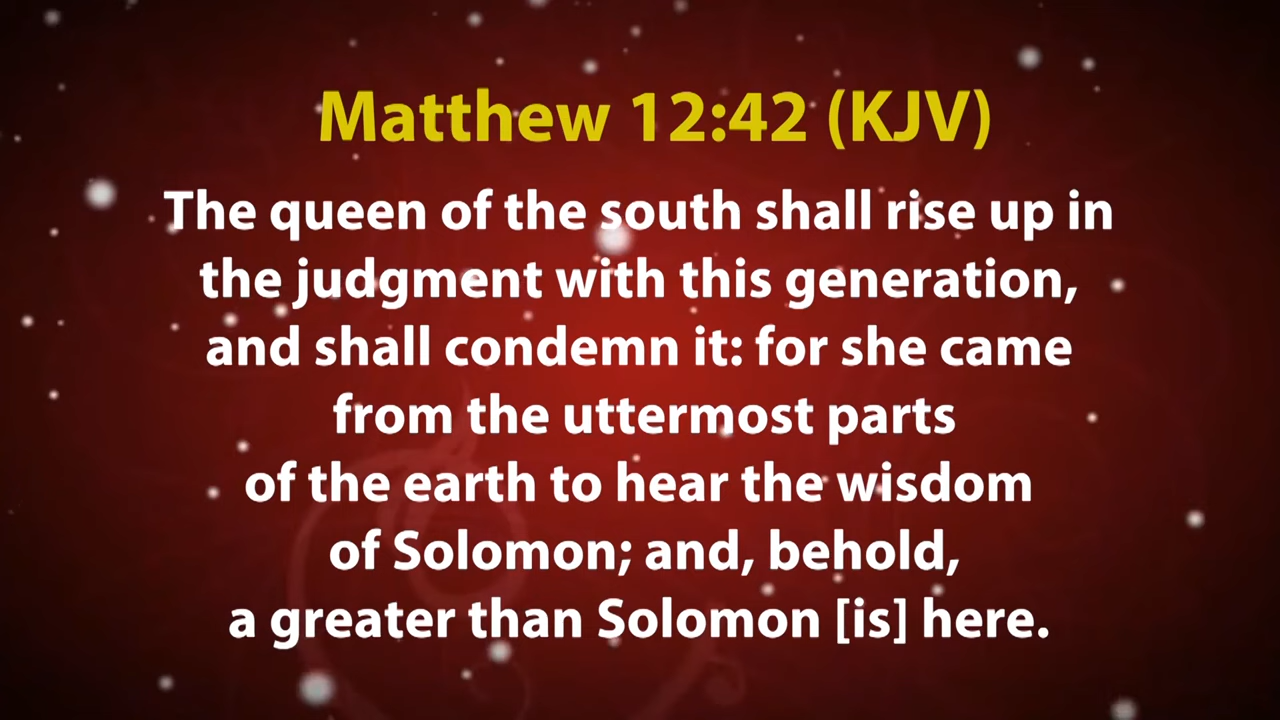 Matthew 12:42 (KJV)
The queen of the south shall rise up in
the judgment with this generation,
and shall condemn it: for she came
from the uttermost parts
of the earth to hear the wisdom
of Solomon; and, behold,
a greater than Solomon [is] here.